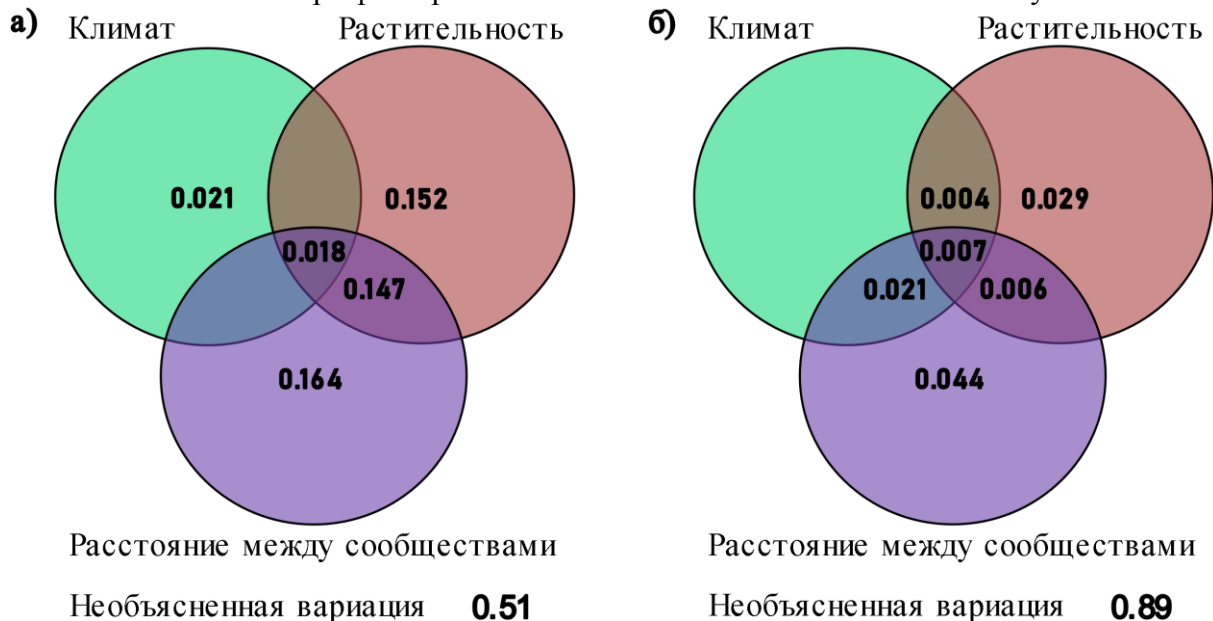 а) Климат Растительность
0.021
0.152
0.018
0.147
0.164
Расстояние между сообществами
Необъясненная вариация 0.51
б) Климат Растительность
0.004
0.029
0.007
0.021
0.006
0.044
Расстояние между сообществами
Необъясненная вариация 0.89